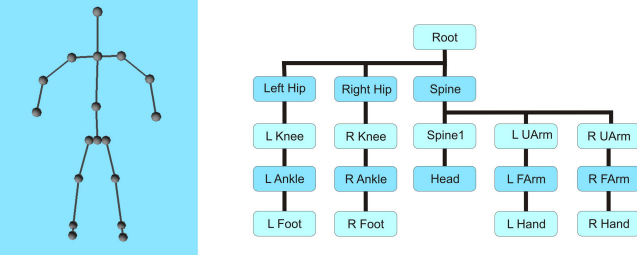 Root
Left Hip Right Hip Spine
L Knee R Knee Spine1 L UArm R UArm
L Ankle R Ankle Head L FArm R FArm
L Foot R Foot L Hand R Hand